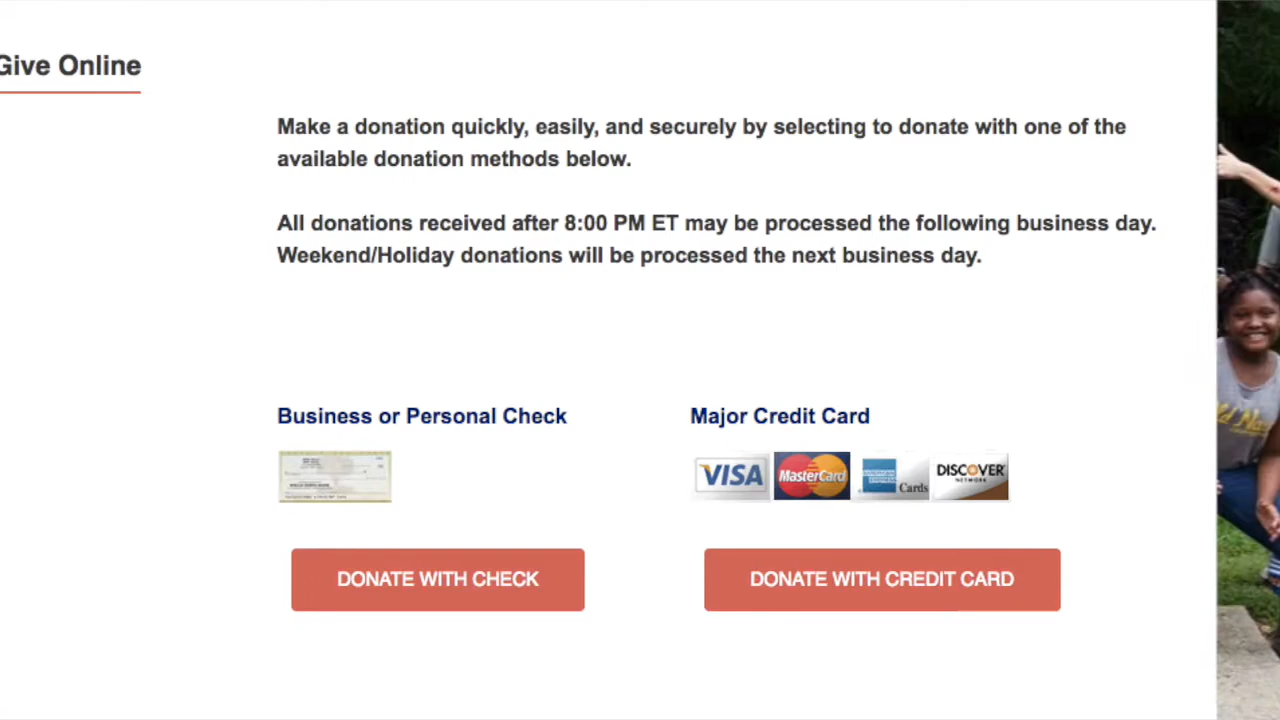 Give Online
Make a donation quickly, easily, and securely by selecting to donate with one of the
available donation methods below.
All donations received after 8:00 PM ET may be processed the following business day.
Weekend/Holiday donations will be processed the next business day.
Business or Personal Check
Major Credit Card
VISA
MasterCard
AMERICAN EXPRESS
Cards
DISCOVER
NETWORK
DONATE WITH CHECK
DONATE WITH CREDIT CARD